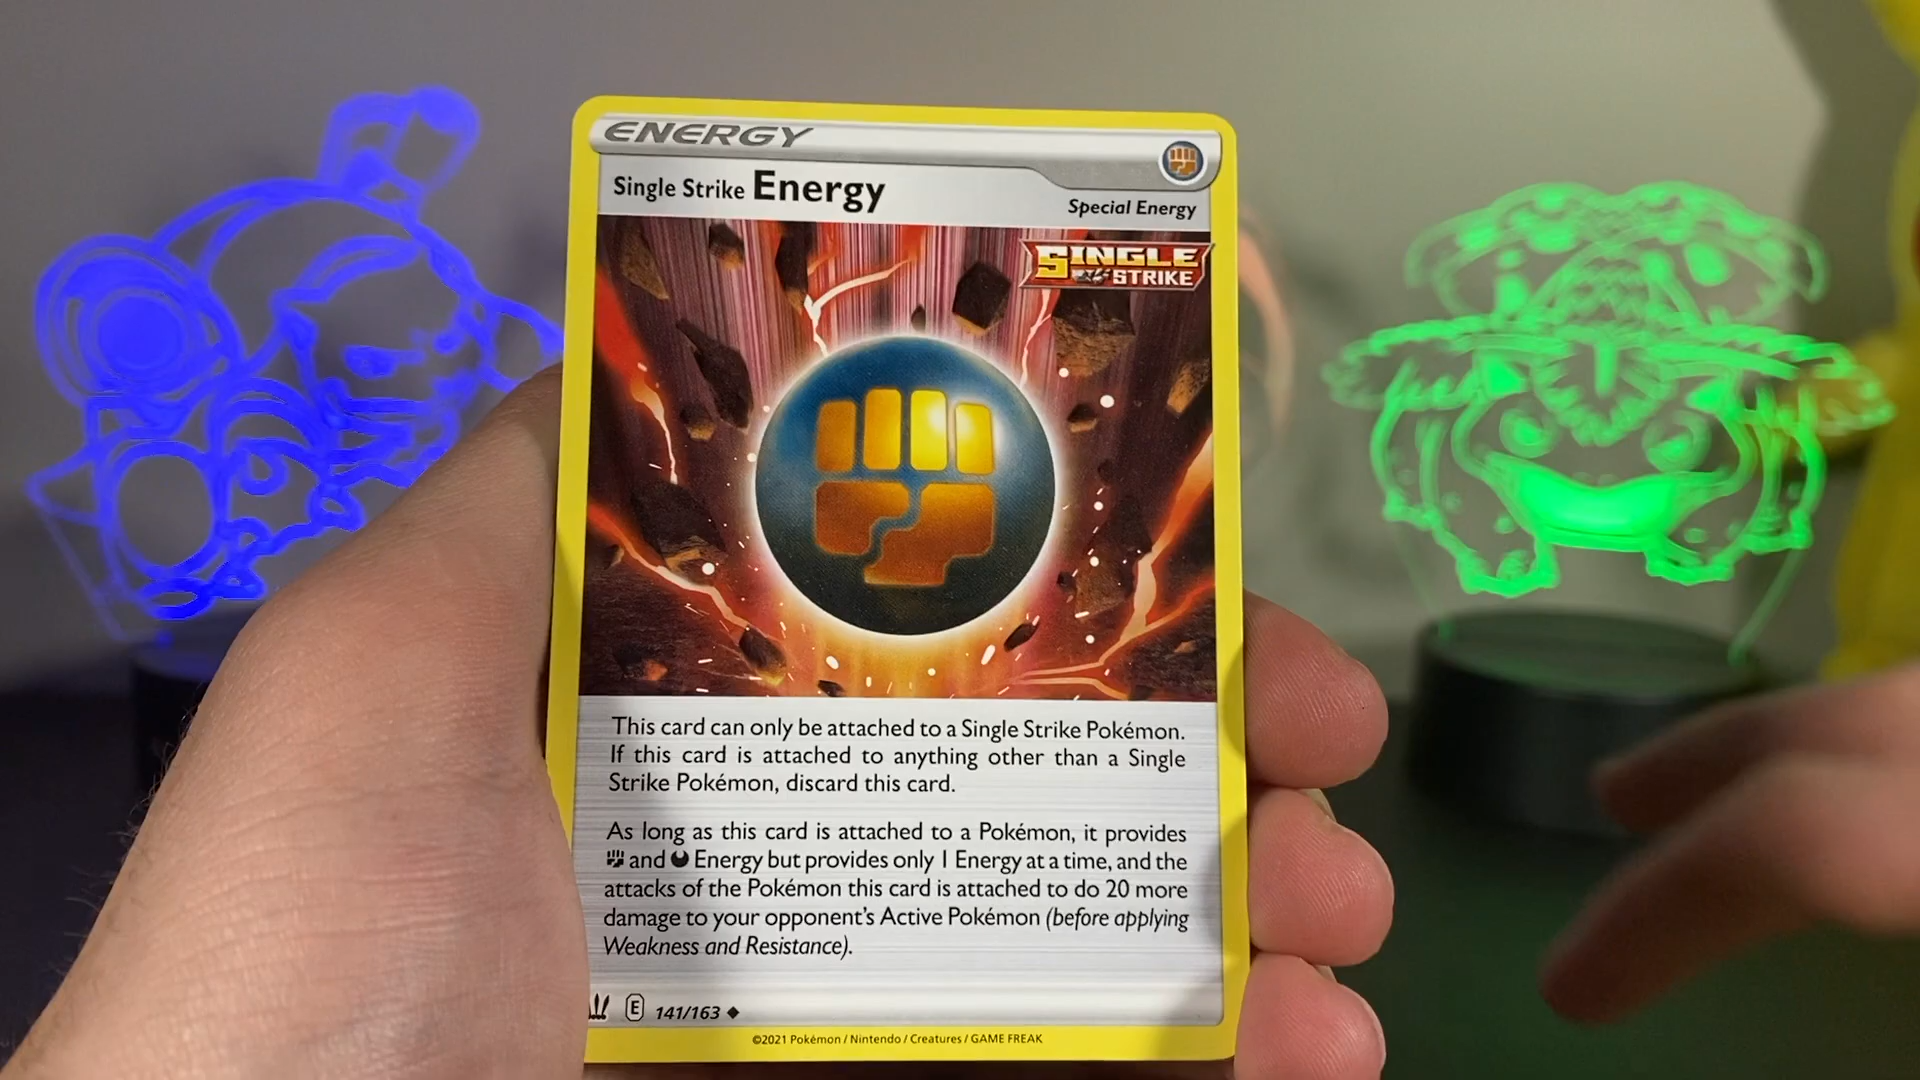 ENERGY
Single Strike Energy
Special Energy
SINGLE
STRIKE
This card can only be attached to a Single Strike Pokémon.
If this card is attached to anything other than a Single
Strike Pokémon, discard this card.
As long as this card is attached to a Pokémon, it provides
and Energy but provides only 1 Energy at a time, and the
attacks of the Pokémon this card is attached to do 20 more
damage to your opponent's Active Pokémon (before applying
Weakness and Resistance).
E 141/163
©2021 Pokémon / Nintendo / Creatures / GAME FREAK